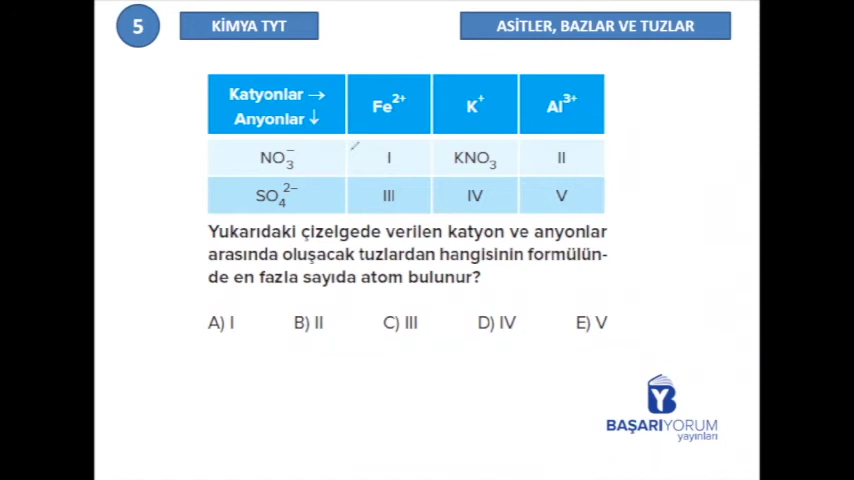 5
KİMYA TYT
ASİTLER, BAZLAR VE TUZLAR
Katyonlar →
Anyonlar ↓
Fe²⁺
K⁺
Al³⁺
NO₃⁻
I
KNO₃
II
SO₄²⁻
III
IV
V
Yukarıdaki çizelgede verilen katyon ve anyonlar
arasında oluşacak tuzlardan hangisinin formülün-
de en fazla sayıda atom bulunur?
A) I
B) II
C) III
D) IV
E) V
BAŞARIYORUM
yayınları